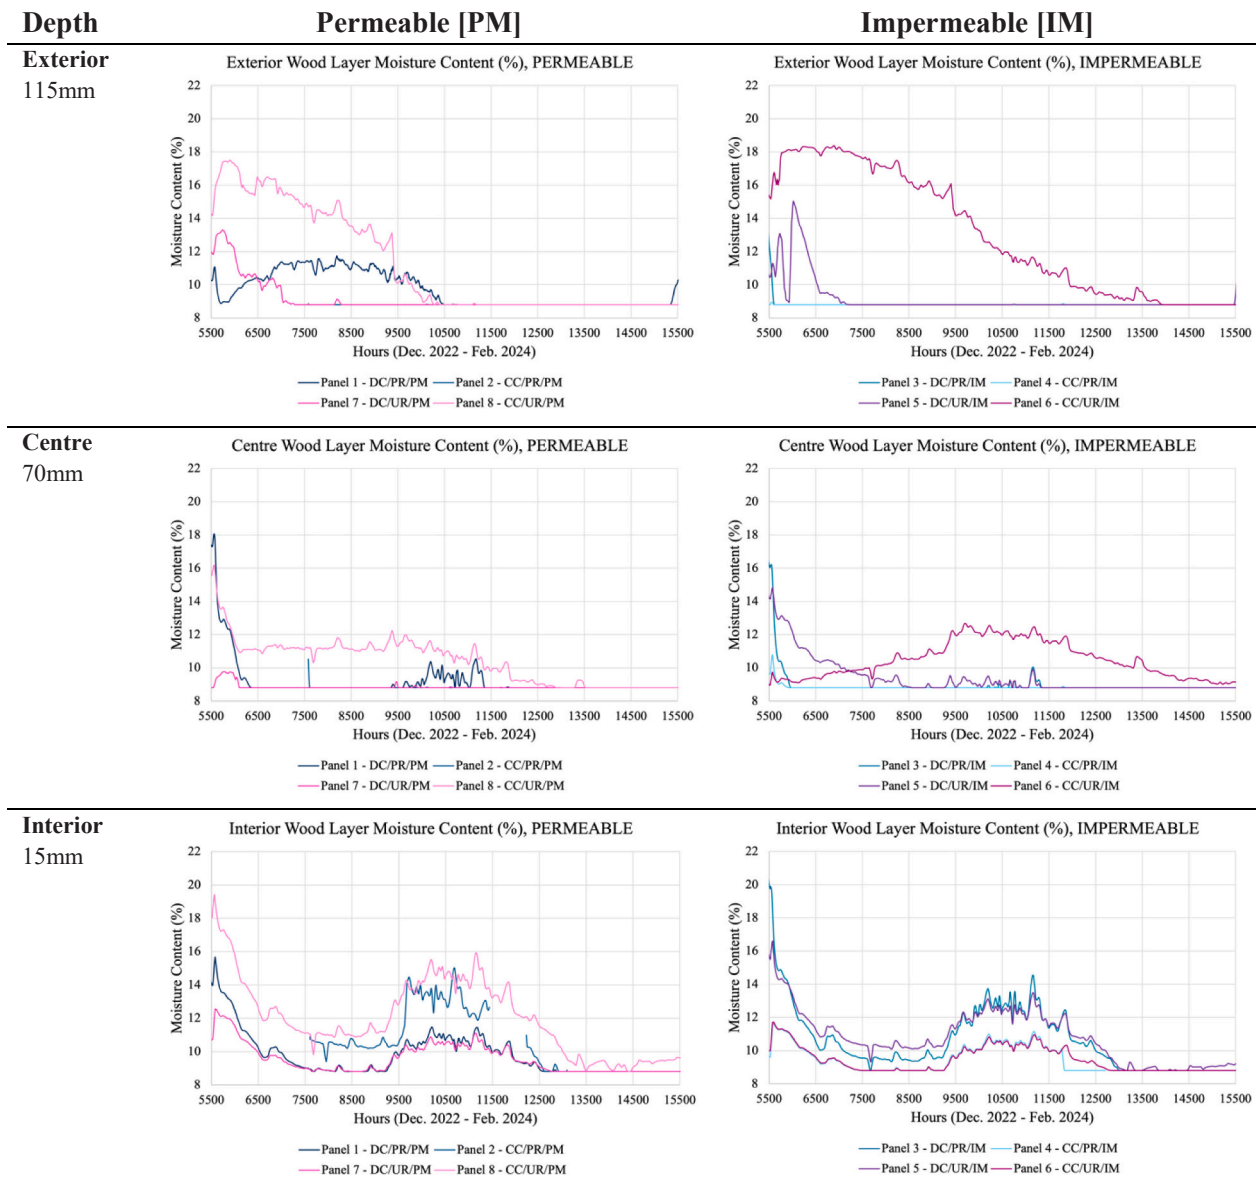 Depth Permeable [PM] Impermeable [IM]
Exterior
115mm
Exterior Wood Layer Moisture Content (%), PERMEABLE
22
20
18
16
14
12
10
8
Moisture Content (%)
5500 6500 7500 8500 9500 10500 11500 12500 13500 14500 15500
Hours (Dec. 2022 - Feb. 2024)
Panel 1 - DC/PR/PM Panel 2 - CC/PR/PM
Panel 7 - DC/UR/PM Panel 8 - CC/UR/PM
Exterior Wood Layer Moisture Content (%), IMPERMEABLE
22
20
18
16
14
12
10
8
Moisture Content (%)
5500 6500 7500 8500 9500 10500 11500 12500 13500 14500 15500
Hours (Dec. 2022 - Feb. 2024)
Panel 3 - DC/PR/IM Panel 4 - CC/PR/IM
Panel 5 - DC/UR/IM Panel 6 - CC/UR/IM
Centre
70mm
Centre Wood Layer Moisture Content (%), PERMEABLE
22
20
18
16
14
12
10
8
Moisture Content (%)
5500 6500 7500 8500 9500 10500 11500 12500 13500 14500 15500
Hours (Dec. 2022 - Feb. 2024)
Panel 1 - DC/PR/PM Panel 2 - CC/PR/PM
Panel 7 - DC/UR/PM Panel 8 - CC/UR/PM
Centre Wood Layer Moisture Content (%), IMPERMEABLE
22
20
18
16
14
12
10
8
Moisture Content (%)
5500 6500 7500 8500 9500 10500 11500 12500 13500 14500 15500
Hours (Dec. 2022 - Feb. 2024)
Panel 3 - DC/PR/IM Panel 4 - CC/PR/IM
Panel 5 - DC/UR/IM Panel 6 - CC/UR/IM
Interior
15mm
Interior Wood Layer Moisture Content (%), PERMEABLE
22
20
18
16
14
12
10
8
Moisture Content (%)
5500 6500 7500 8500 9500 10500 11500 12500 13500 14500 15500
Hours (Dec. 2022 - Feb. 2024)
Panel 1 - DC/PR/PM Panel 2 - CC/PR/PM
Panel 7 - DC/UR/PM Panel 8 - CC/UR/PM
Interior Wood Layer Moisture Content (%), IMPERMEABLE
22
20
18
16
14
12
10
8
Moisture Content (%)
5500 6500 7500 8500 9500 10500 11500 12500 13500 14500 15500
Hours (Dec. 2022 - Feb. 2024)
Panel 3 - DC/PR/IM Panel 4 - CC/PR/IM
Panel 5 - DC/UR/IM Panel 6 - CC/UR/IM